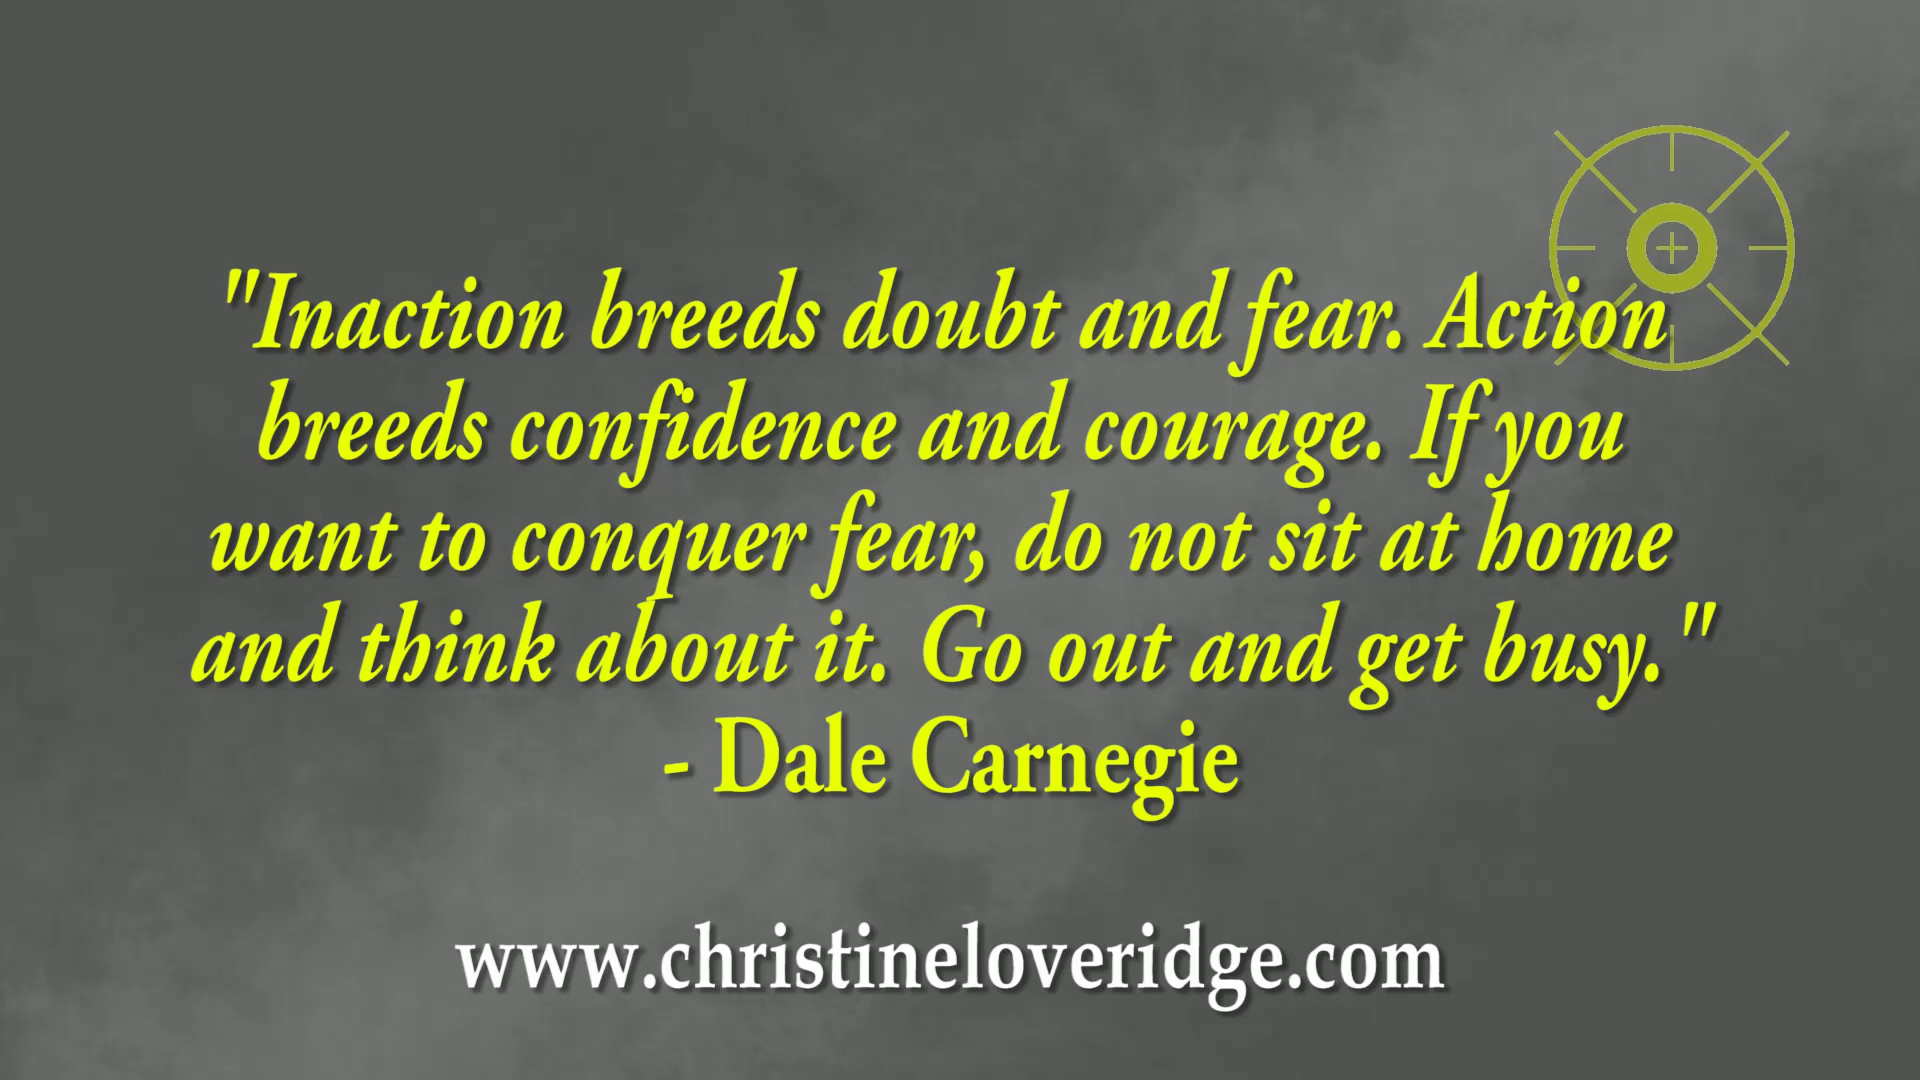 "Inaction breeds doubt and fear. Action
breeds confidence and courage. If you
want to conquer fear, do not sit at home
and think about it. Go out and get busy."
- Dale Carnegie
www.christineloveridge.com